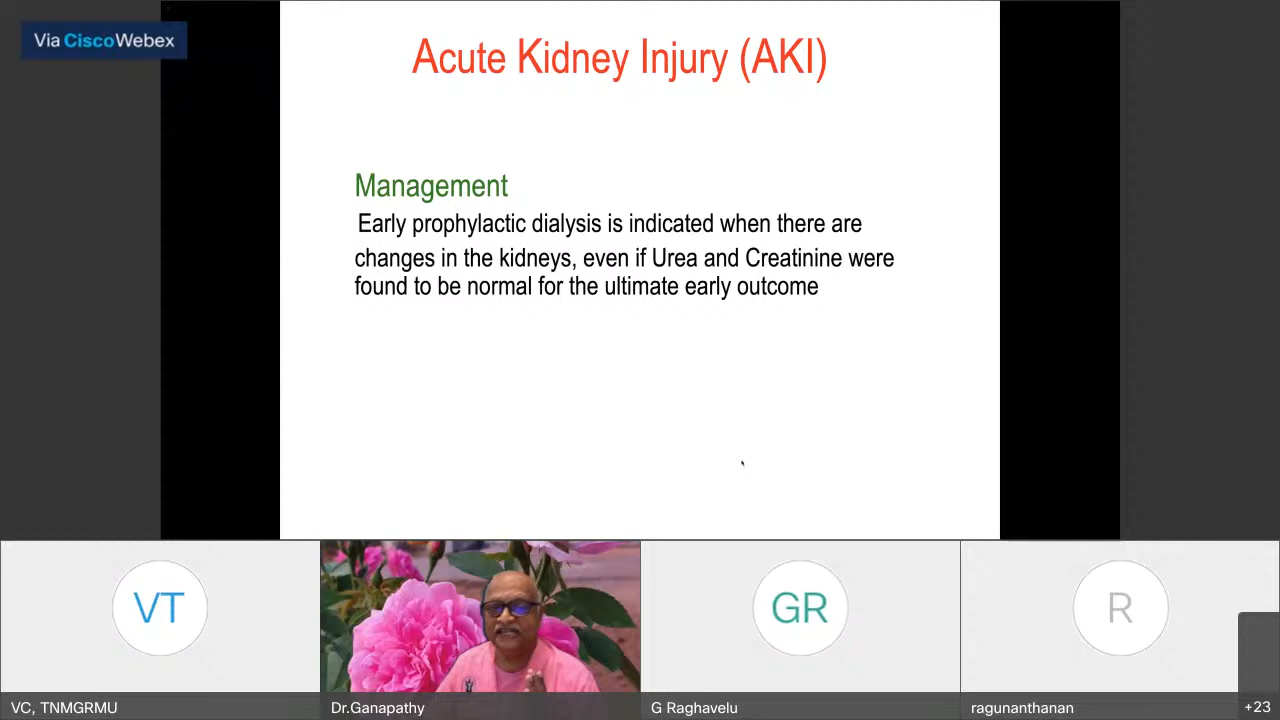 Via CiscoWebex
Acute Kidney Injury (AKI)
Management
Early prophylactic dialysis is indicated when there are
changes in the kidneys, even if Urea and Creatinine were
found to be normal for the ultimate early outcome
VT
GR
R
VC, TNMGRMU
Dr.Ganapathy
G Raghavelu
ragunanthanan
+23